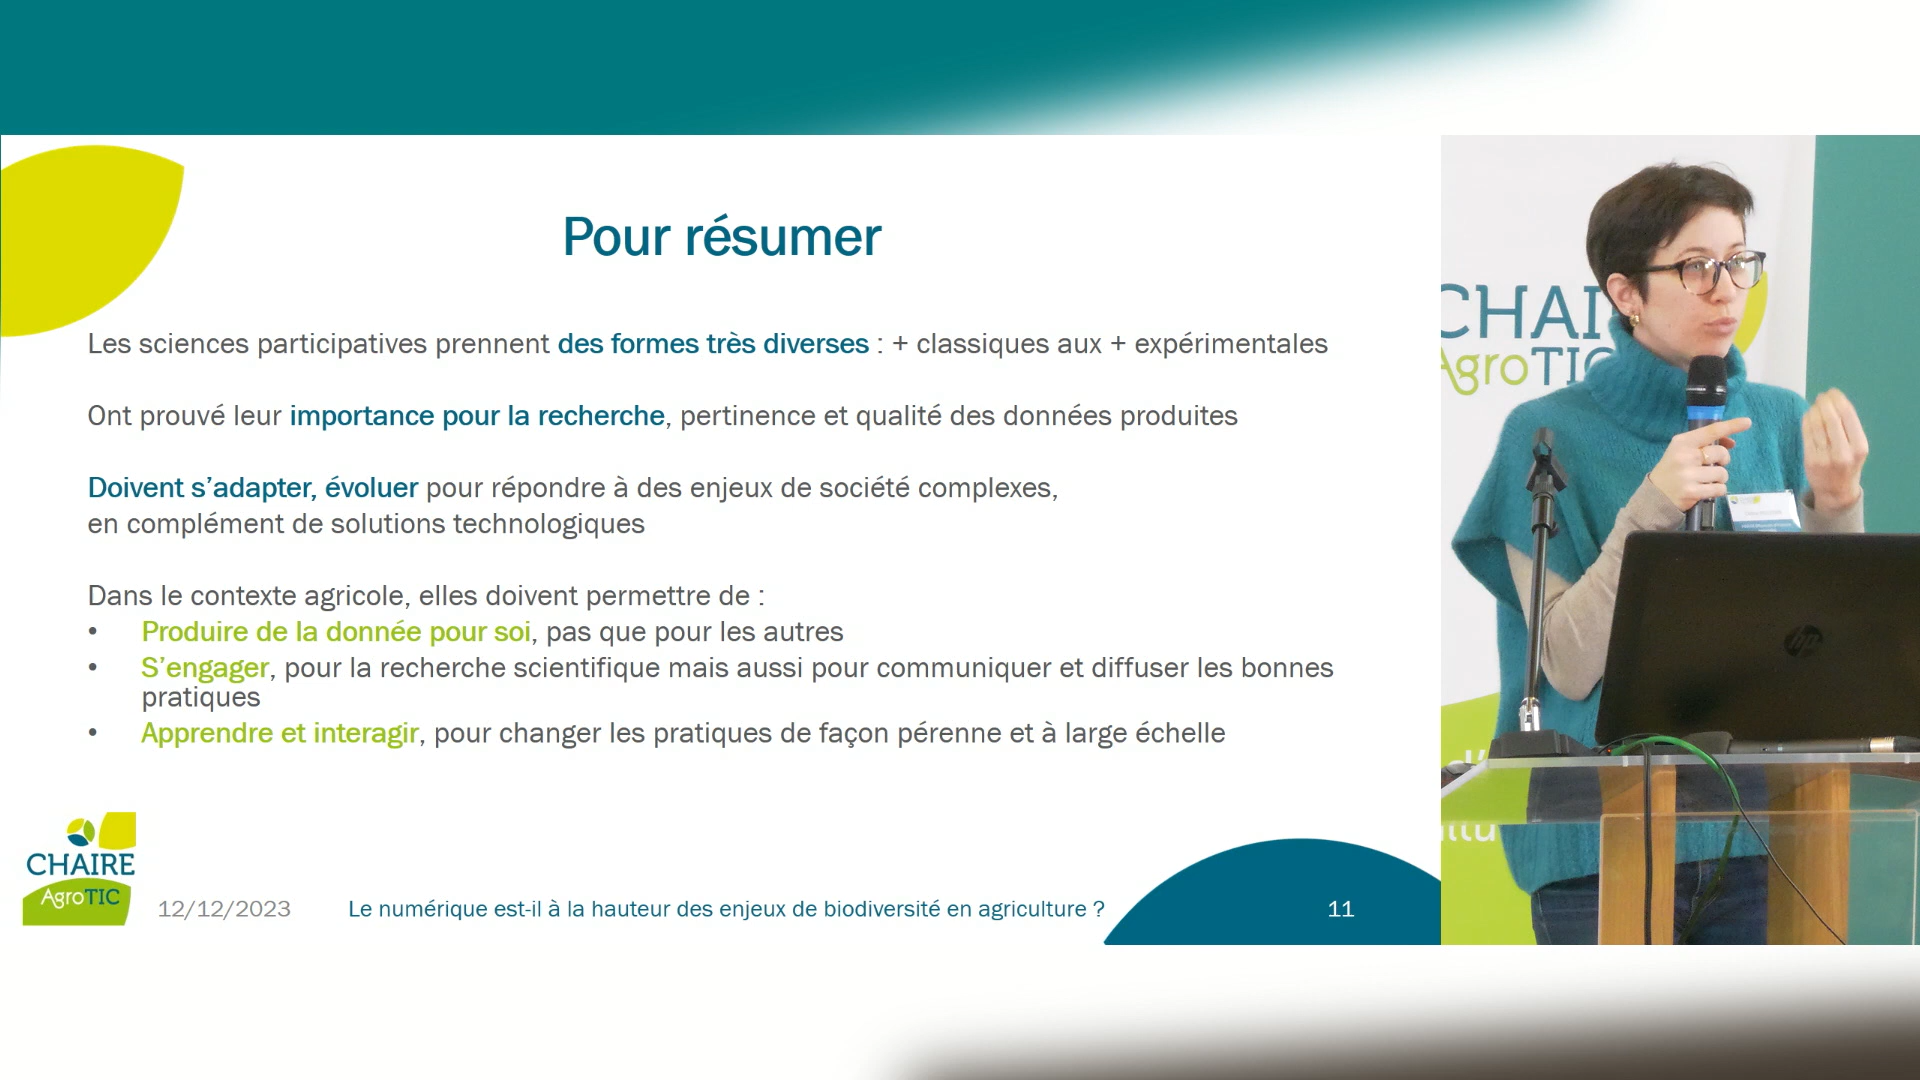 Pour résumer
Les sciences participatives prennent des formes très diverses : + classiques aux + expérimentales
Ont prouvé leur importance pour la recherche, pertinence et qualité des données produites
Doivent s’adapter, évoluer pour répondre à des enjeux de société complexes,
en complément de solutions technologiques
Dans le contexte agricole, elles doivent permettre de :
• Produire de la donnée pour soi, pas que pour les autres
• S’engager, pour la recherche scientifique mais aussi pour communiquer et diffuser les bonnes
pratiques
• Apprendre et interagir, pour changer les pratiques de façon pérenne et à large échelle
CHAIRE
AgroTIC
12/12/2023
Le numérique est-il à la hauteur des enjeux de biodiversité en agriculture ?
11
CHAI
AgroTIC
hp